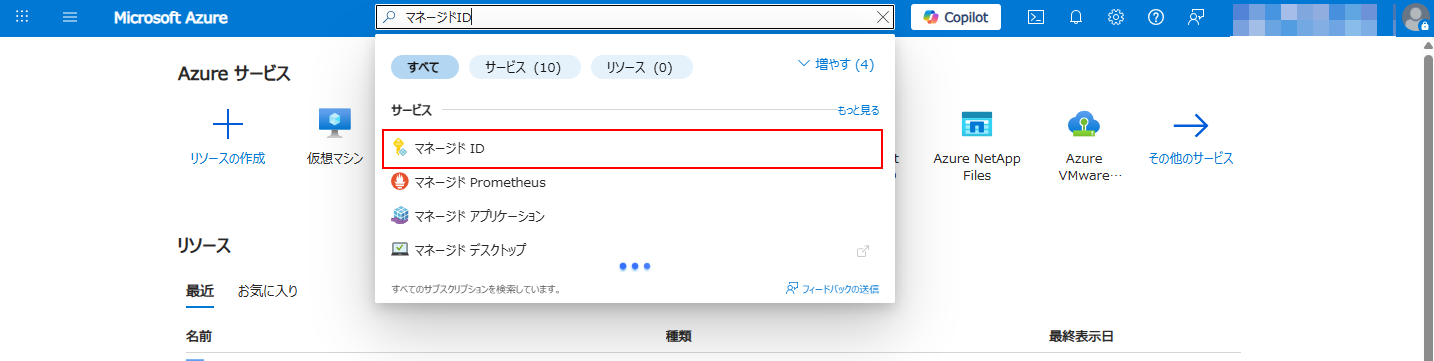 Microsoft Azure
マネージドID
Copilot
すべて
サービス (10)
リソース (0)
増やす (4)
サービス
もっと見る
マネージド ID
マネージド Prometheus
マネージド アプリケーション
マネージド デスクトップ
すべてのサブスクリプションを検索しています。
フィードバックの送信
Azure サービス
リソースの作成
仮想マシン
Azure NetApp
Files
Azure
VMware…
その他のサービス
リソース
最近
お気に入り
名前
種類
最終表示日